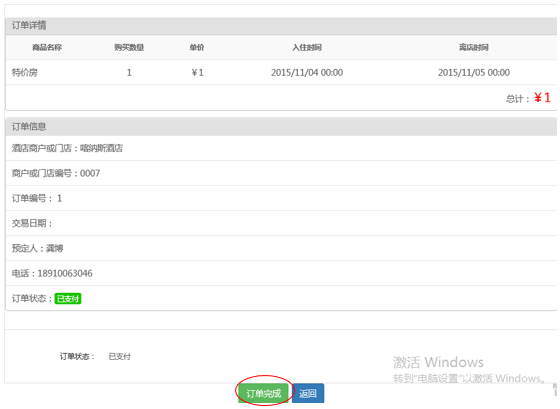 订单详情
商品名称 购买数量 单价 入住时间 离店时间
特价房 1 ￥1 2015/11/04 00:00 2015/11/05 00:00
总计：￥1
订单信息
酒店商户或门店：喀纳斯酒店
商户或门店编号：0007
订单编号： 1
交易日期：
预定人：龚博
电话：18910063046
订单状态：已支付
订单状态： 已支付
激活 Windows
转到“电脑设置”以激活 Windows。
订单完成 返回